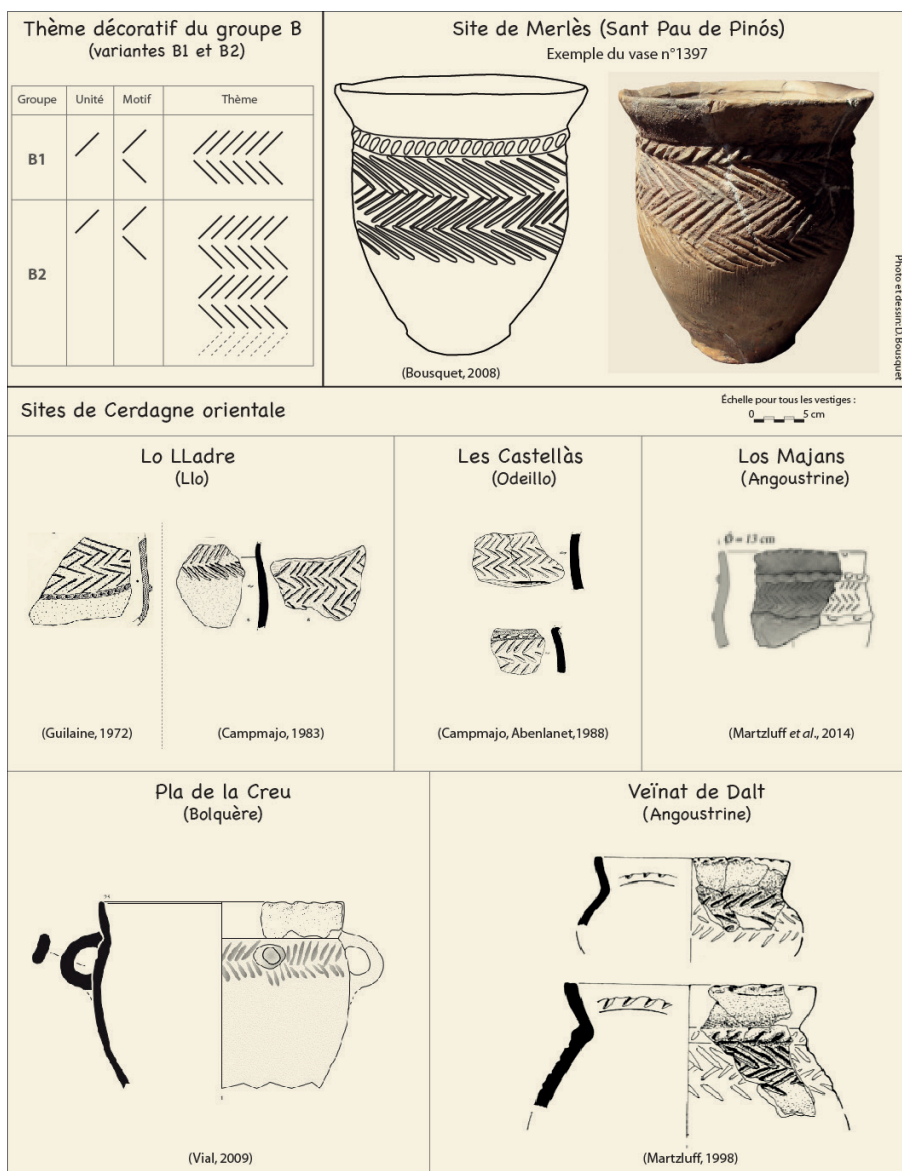 Thème décoratif du groupe B
(variantes B1 et B2)
Groupe Unité Motif Thème
B1
B2
Site de Merlès (Sant Pau de Pinós)
Exemple du vase n°1397
(Bousquet, 2008)
Photo et dessin:D.Bousquet
Sites de Cerdagne orientale
Échelle pour tous les vestiges :
0 5 cm
Lo LLadre
(Llo)
(Guilaine, 1972)
(Campmajo, 1983)
Les Castellàs
(Odeillo)
(Campmajo, Abenlanet,1988)
Los Majans
(Angoustrine)
Ø = 13 cm
(Martzluff et al., 2014)
Pla de la Creu
(Bolquère)
(Vial, 2009)
Veïnat de Dalt
(Angoustrine)
(Martzluff, 1998)